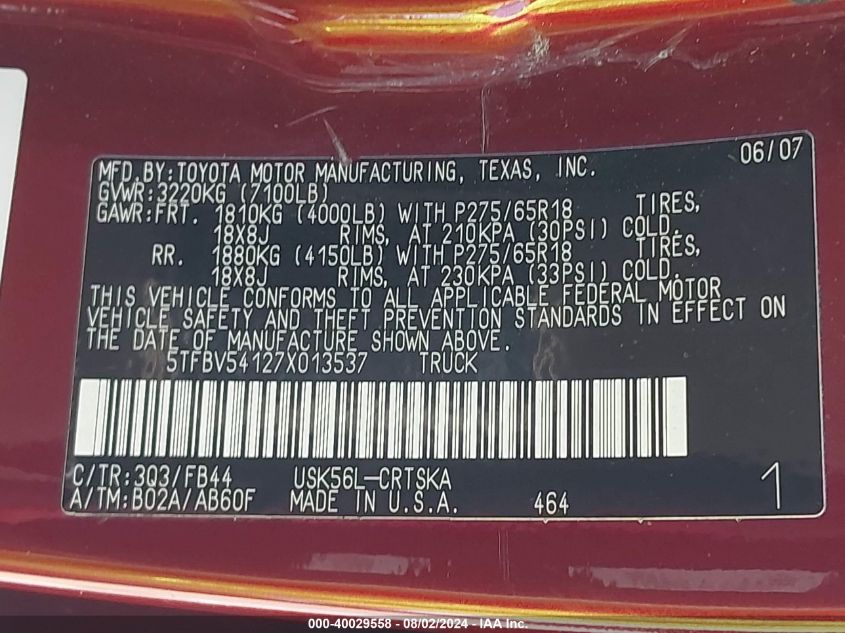 06/07
MFD.BY:TOYOTA MOTOR MANUFACTURING, TEXAS, INC.
GVWR:3220KG (7100LB)
GAWR:FRT. 1810KG (4000LB) WITH P275/65R18 TIRES,
18X8J RIMS, AT 210KPA (30PSI) COLD.
RR. 1880KG (4150LB) WITH P275/65R18 TIRES,
18X8J RIMS, AT 230KPA (33PSI) COLD.
THIS VEHICLE CONFORMS TO ALL APPLICABLE FEDERAL MOTOR
VEHICLE SAFETY AND THEFT PREVENTION STANDARDS IN EFFECT ON
THE DATE OF MANUFACTURE SHOWN ABOVE.
5TFBV54127X013537 TRUCK
C/TR:3Q3/FB44 USK56L-CRTSKA
A/TM:B02A/AB60F MADE IN U.S.A. 464 1
000-40029558 - 08/02/2024 - IAA Inc.